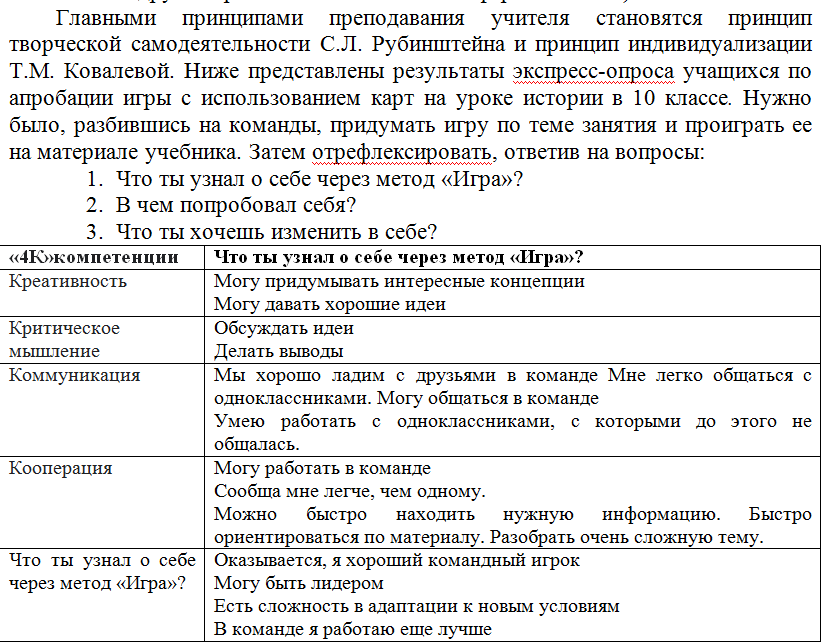 Главными принципами преподавания учителя становятся принцип
творческой самодеятельности С.Л. Рубинштейна и принцип индивидуализации
Т.М. Ковалевой. Ниже представлены результаты экспресс-опроса учащихся по
апробации игры с использованием карт на уроке истории в 10 классе. Нужно
было, разбившись на команды, придумать игру по теме занятия и проиграть ее
на материале учебника. Затем отрефлексировать, ответив на вопросы:
1. Что ты узнал о себе через метод «Игра»?
2. В чем попробовал себя?
3. Что ты хочешь изменить в себе?
«4К»компетенции Что ты узнал о себе через метод «Игра»?
Креативность Могу придумывать интересные концепции
Могу давать хорошие идеи
Критическое Обсуждать идеи
мышление Делать выводы
Коммуникация Мы хорошо ладим с друзьями в команде Мне легко общаться с
одноклассниками. Могу общаться в команде
Умею работать с одноклассниками, с которыми до этого не
общалась.
Кооперация Могу работать в команде
Сообща мне легче, чем одному.
Можно быстро находить нужную информацию. Быстро
ориентироваться по материалу. Разобрать очень сложную тему.
Что ты узнал о себе Оказывается, я хороший командный игрок
через метод «Игра»? Могу быть лидером
Есть сложность в адаптации к новым условиям
В команде я работаю еще лучше